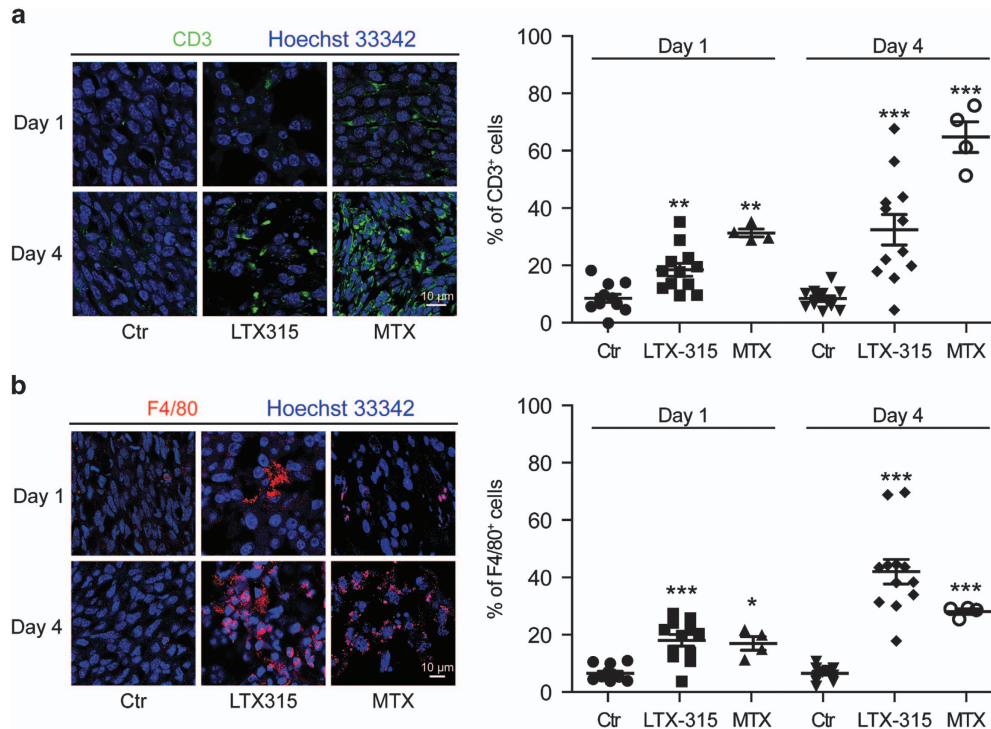 a
CD3 Hoechst 33342
Day 1
Day 4
10 µm
Ctr LTX315 MTX
% of CD3+ cells
100
80
60
40
20
0
Day 1 Day 4
** ** *** ***
Ctr LTX-315 MTX Ctr LTX-315 MTX
b
F4/80 Hoechst 33342
Day 1
Day 4
10 µm
Ctr LTX315 MTX
% of F4/80+ cells
100
80
60
40
20
0
Day 1 Day 4
*** * *** ***
Ctr LTX-315 MTX Ctr LTX-315 MTX